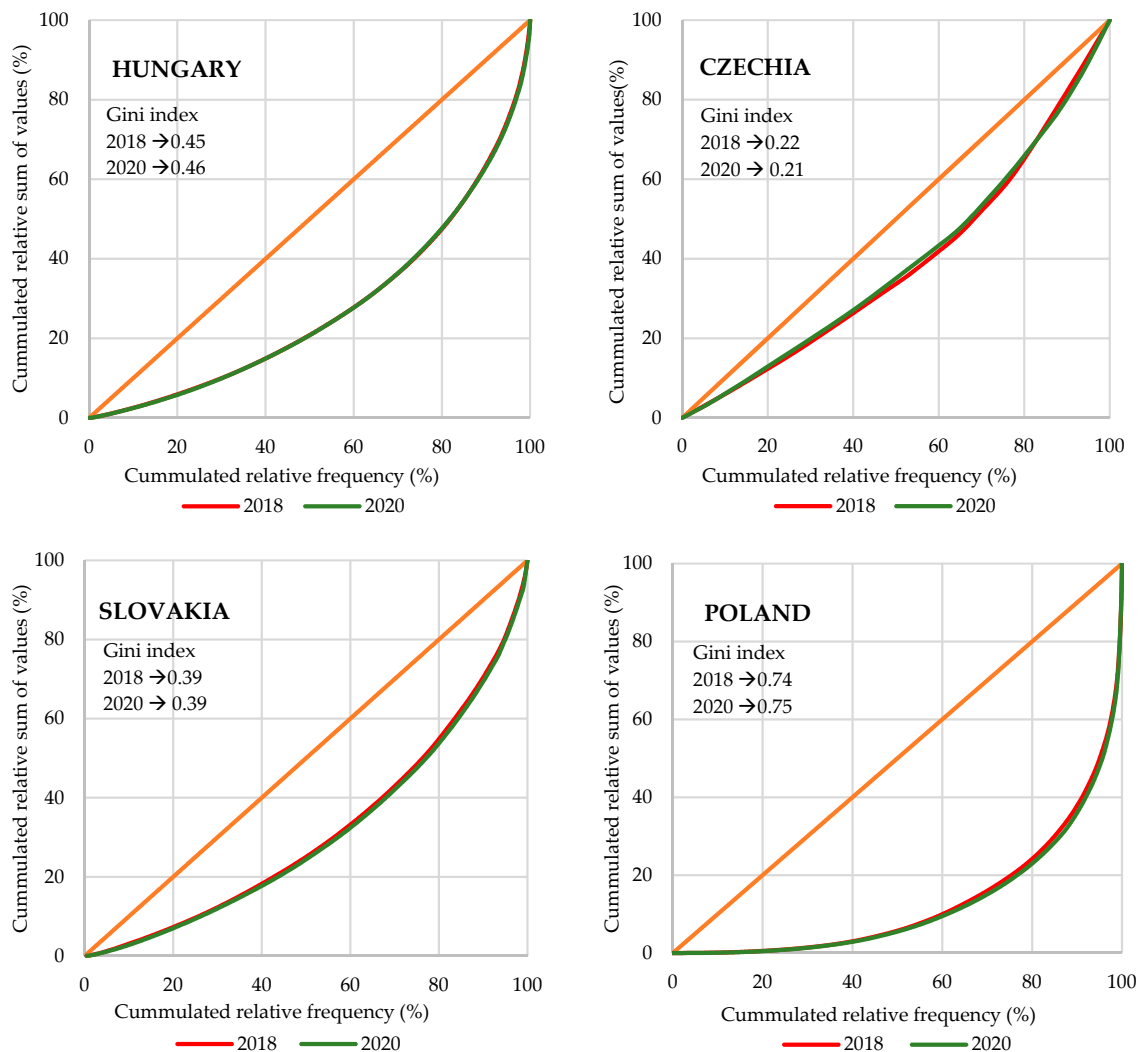 Cummulated relative sum of values (%)
100
80
60
40
20
0
HUNGARY
Gini index
2018 →0.45
2020 →0.46
0 20 40 60 80 100
Cummulated relative frequency (%)
2018 2020
Cummulated relative sum of values(%)
100
80
60
40
20
0
CZECHIA
Gini index
2018 →0.22
2020 → 0.21
0 20 40 60 80 100
Cummulated relative frequency (%)
2018 2020
Cummulated relative sum of values (%)
100
80
60
40
20
0
SLOVAKIA
Gini index
2018 →0.39
2020 → 0.39
0 20 40 60 80 100
Cummulated relative frequency (%)
2018 2020
Cummulated relative sum of values (%)
100
80
60
40
20
0
POLAND
Gini index
2018 →0.74
2020 →0.75
0 20 40 60 80 100
Cummulated relative frequency (%)
2018 2020